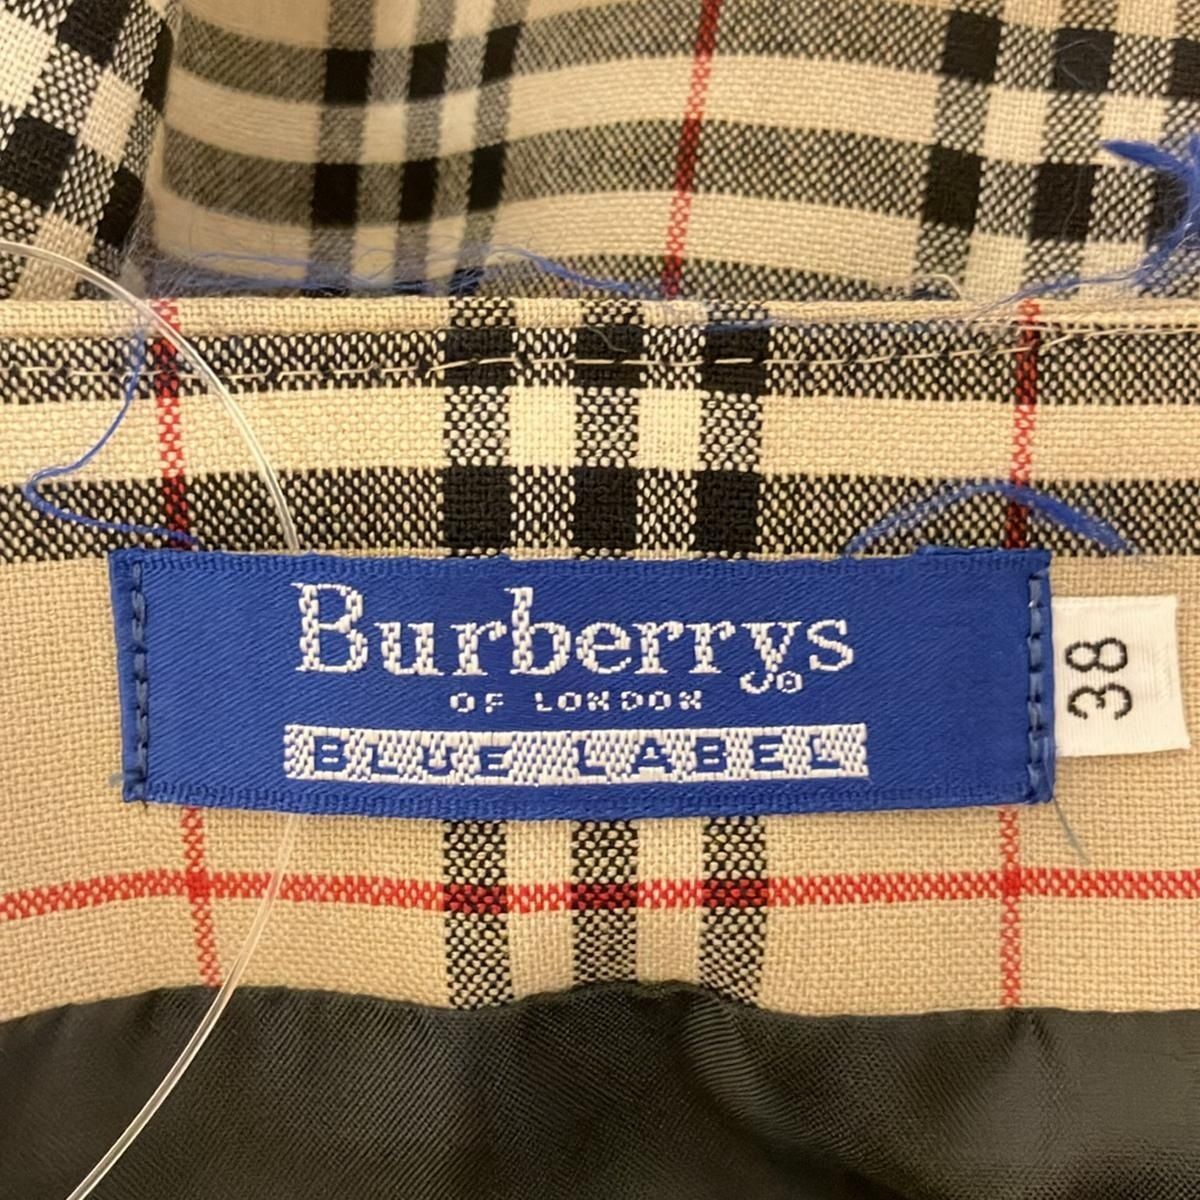 Burberrys®
OF LONDON
BLUE LABEL
38